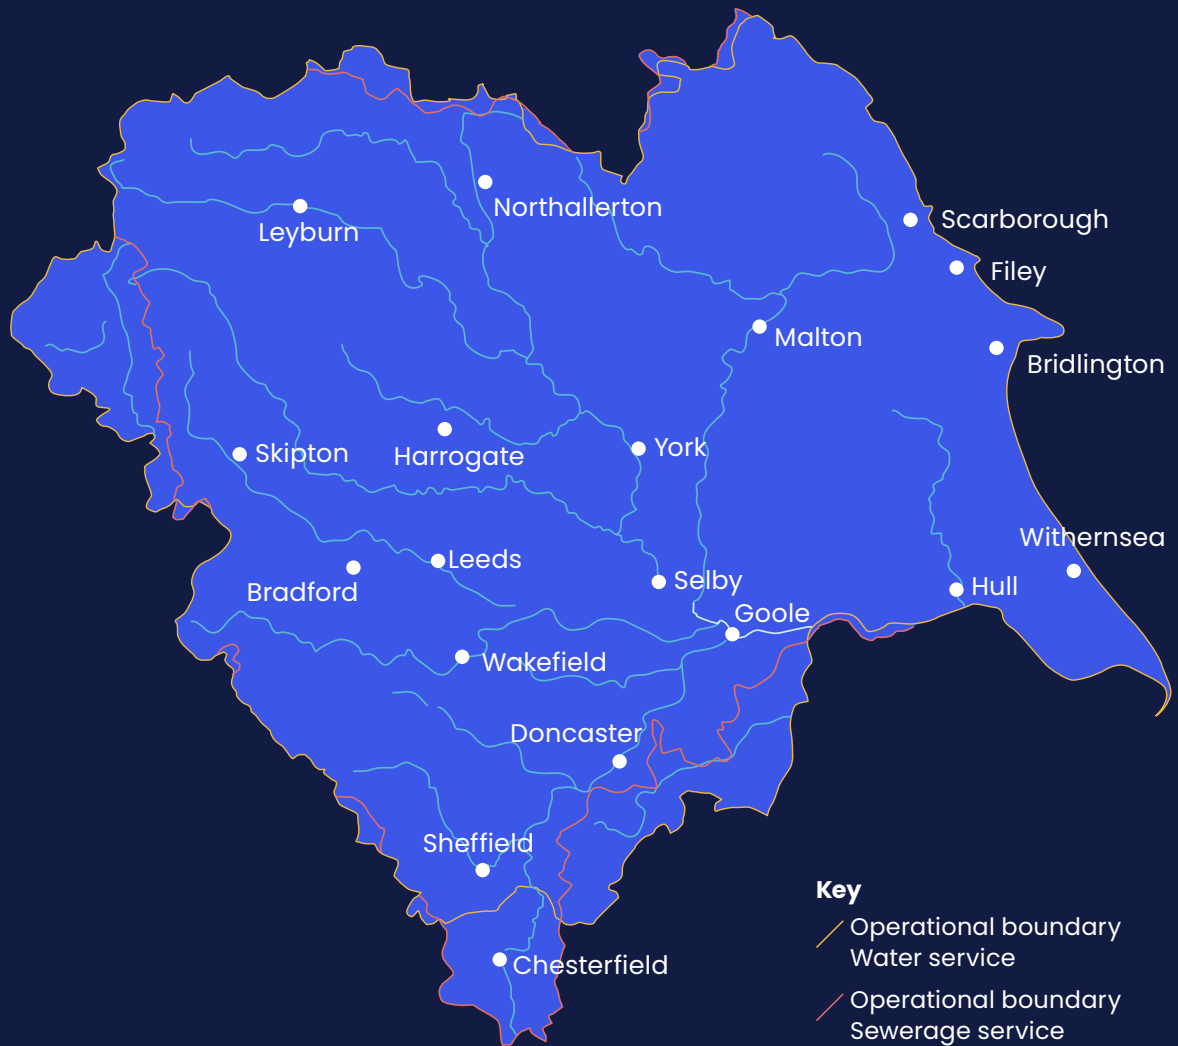 Northallerton
Leyburn
Scarborough
Filey
Malton
Bridlington
York
Skipton
Harrogate
Withernsea
Leeds
Selby
Hull
Bradford
Goole
Wakefield
Doncaster
Sheffield
Key
Operational boundary
Water service
Chesterfield
Operational boundary
Sewerage service